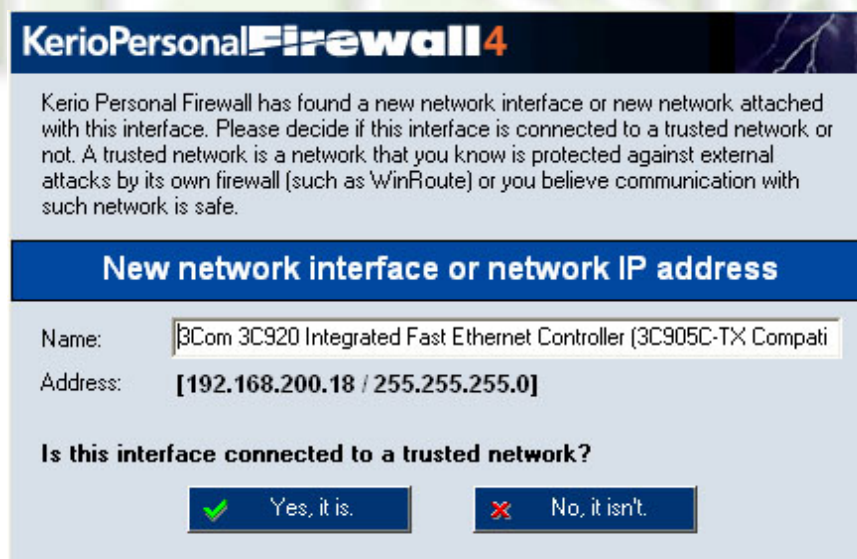 KerioPersonalFirewall4
Kerio Personal Firewall has found a new network interface or new network attached
with this interface. Please decide if this interface is connected to a trusted network or
not. A trusted network is a network that you know is protected against external
attacks by its own firewall (such as WinRoute) or you believe communication with
such network is safe.
New network interface or network IP address
Name: 3Com 3C920 Integrated Fast Ethernet Controller (3C905C-TX Compati
Address: [192.168.200.18 / 255.255.255.0]
Is this interface connected to a trusted network?
Yes, it is. No, it isn't.